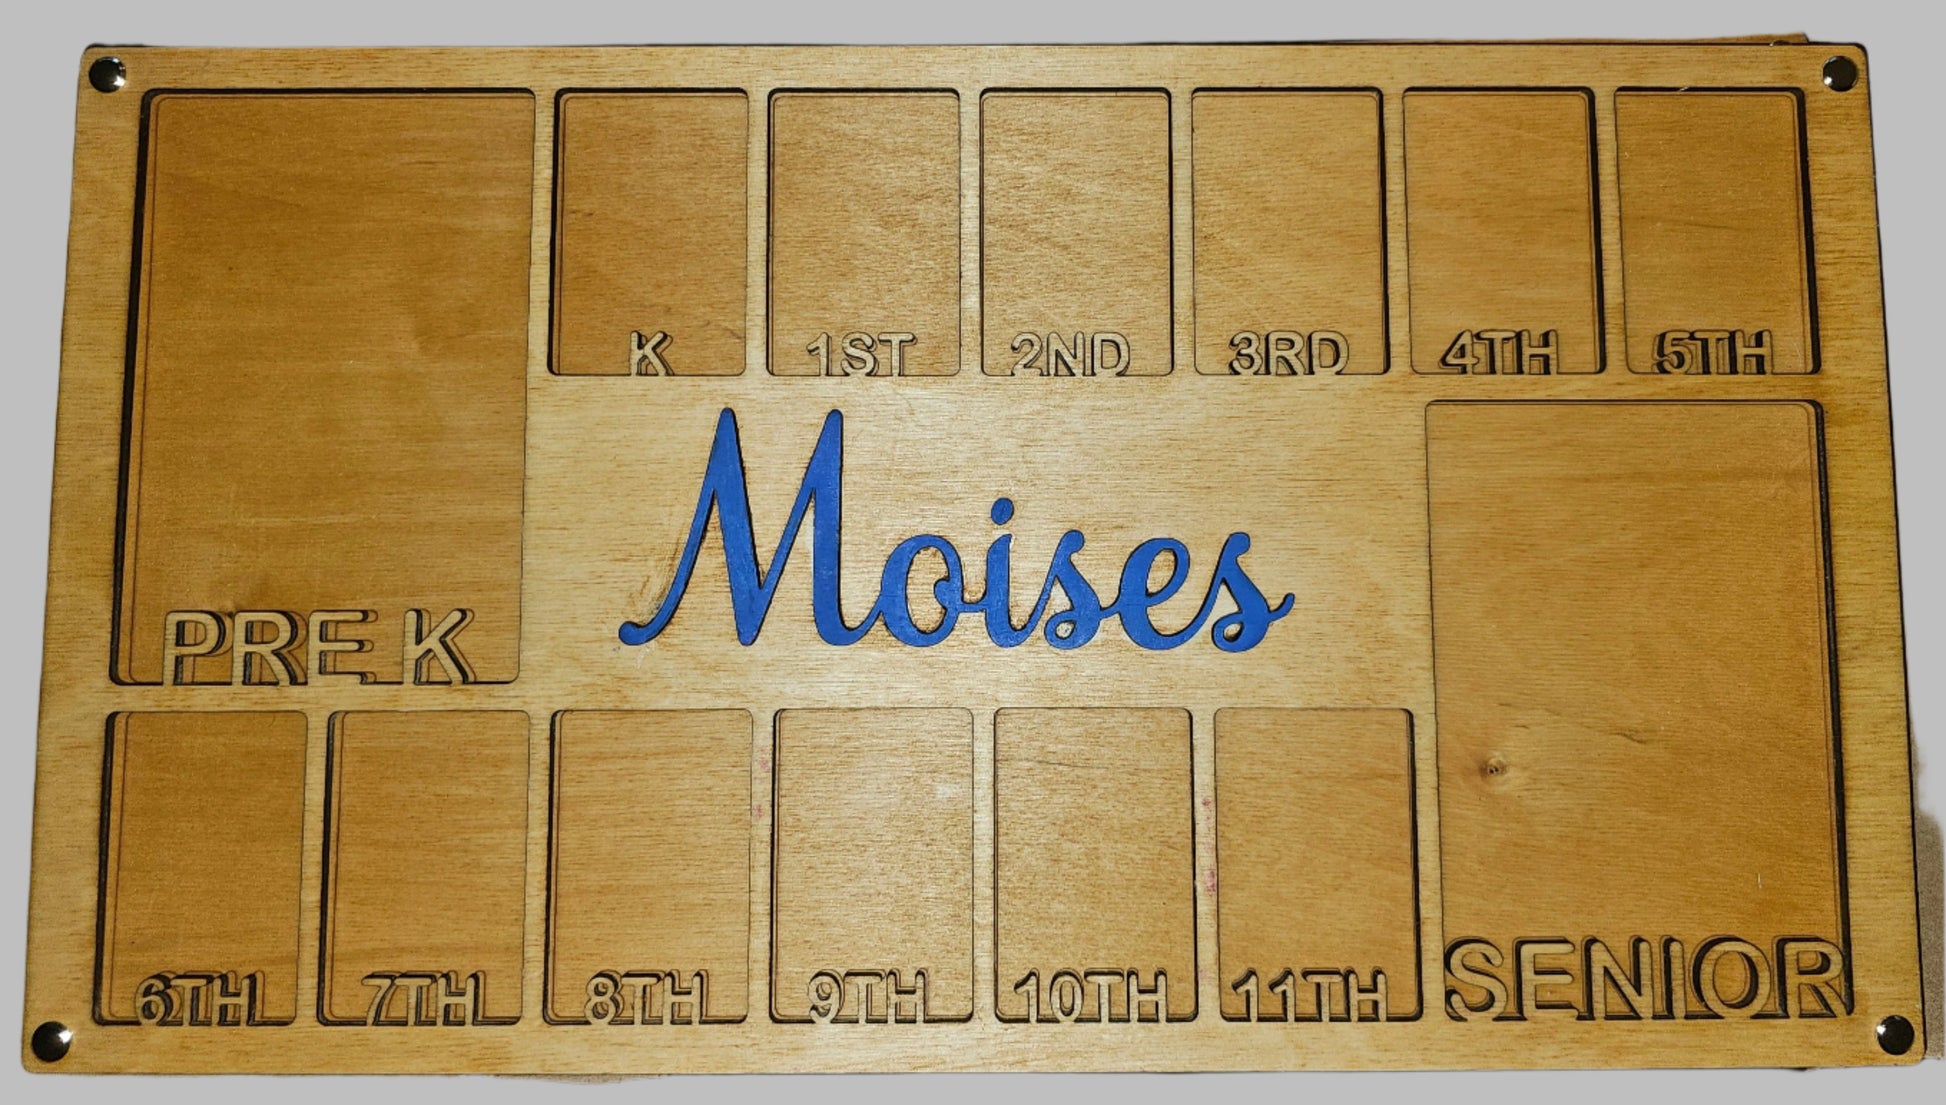 K 1ST 2ND 3RD 4TH 5TH
Moises
PRE K
6TH 7TH 8TH 9TH 10TH 11TH SENIOR